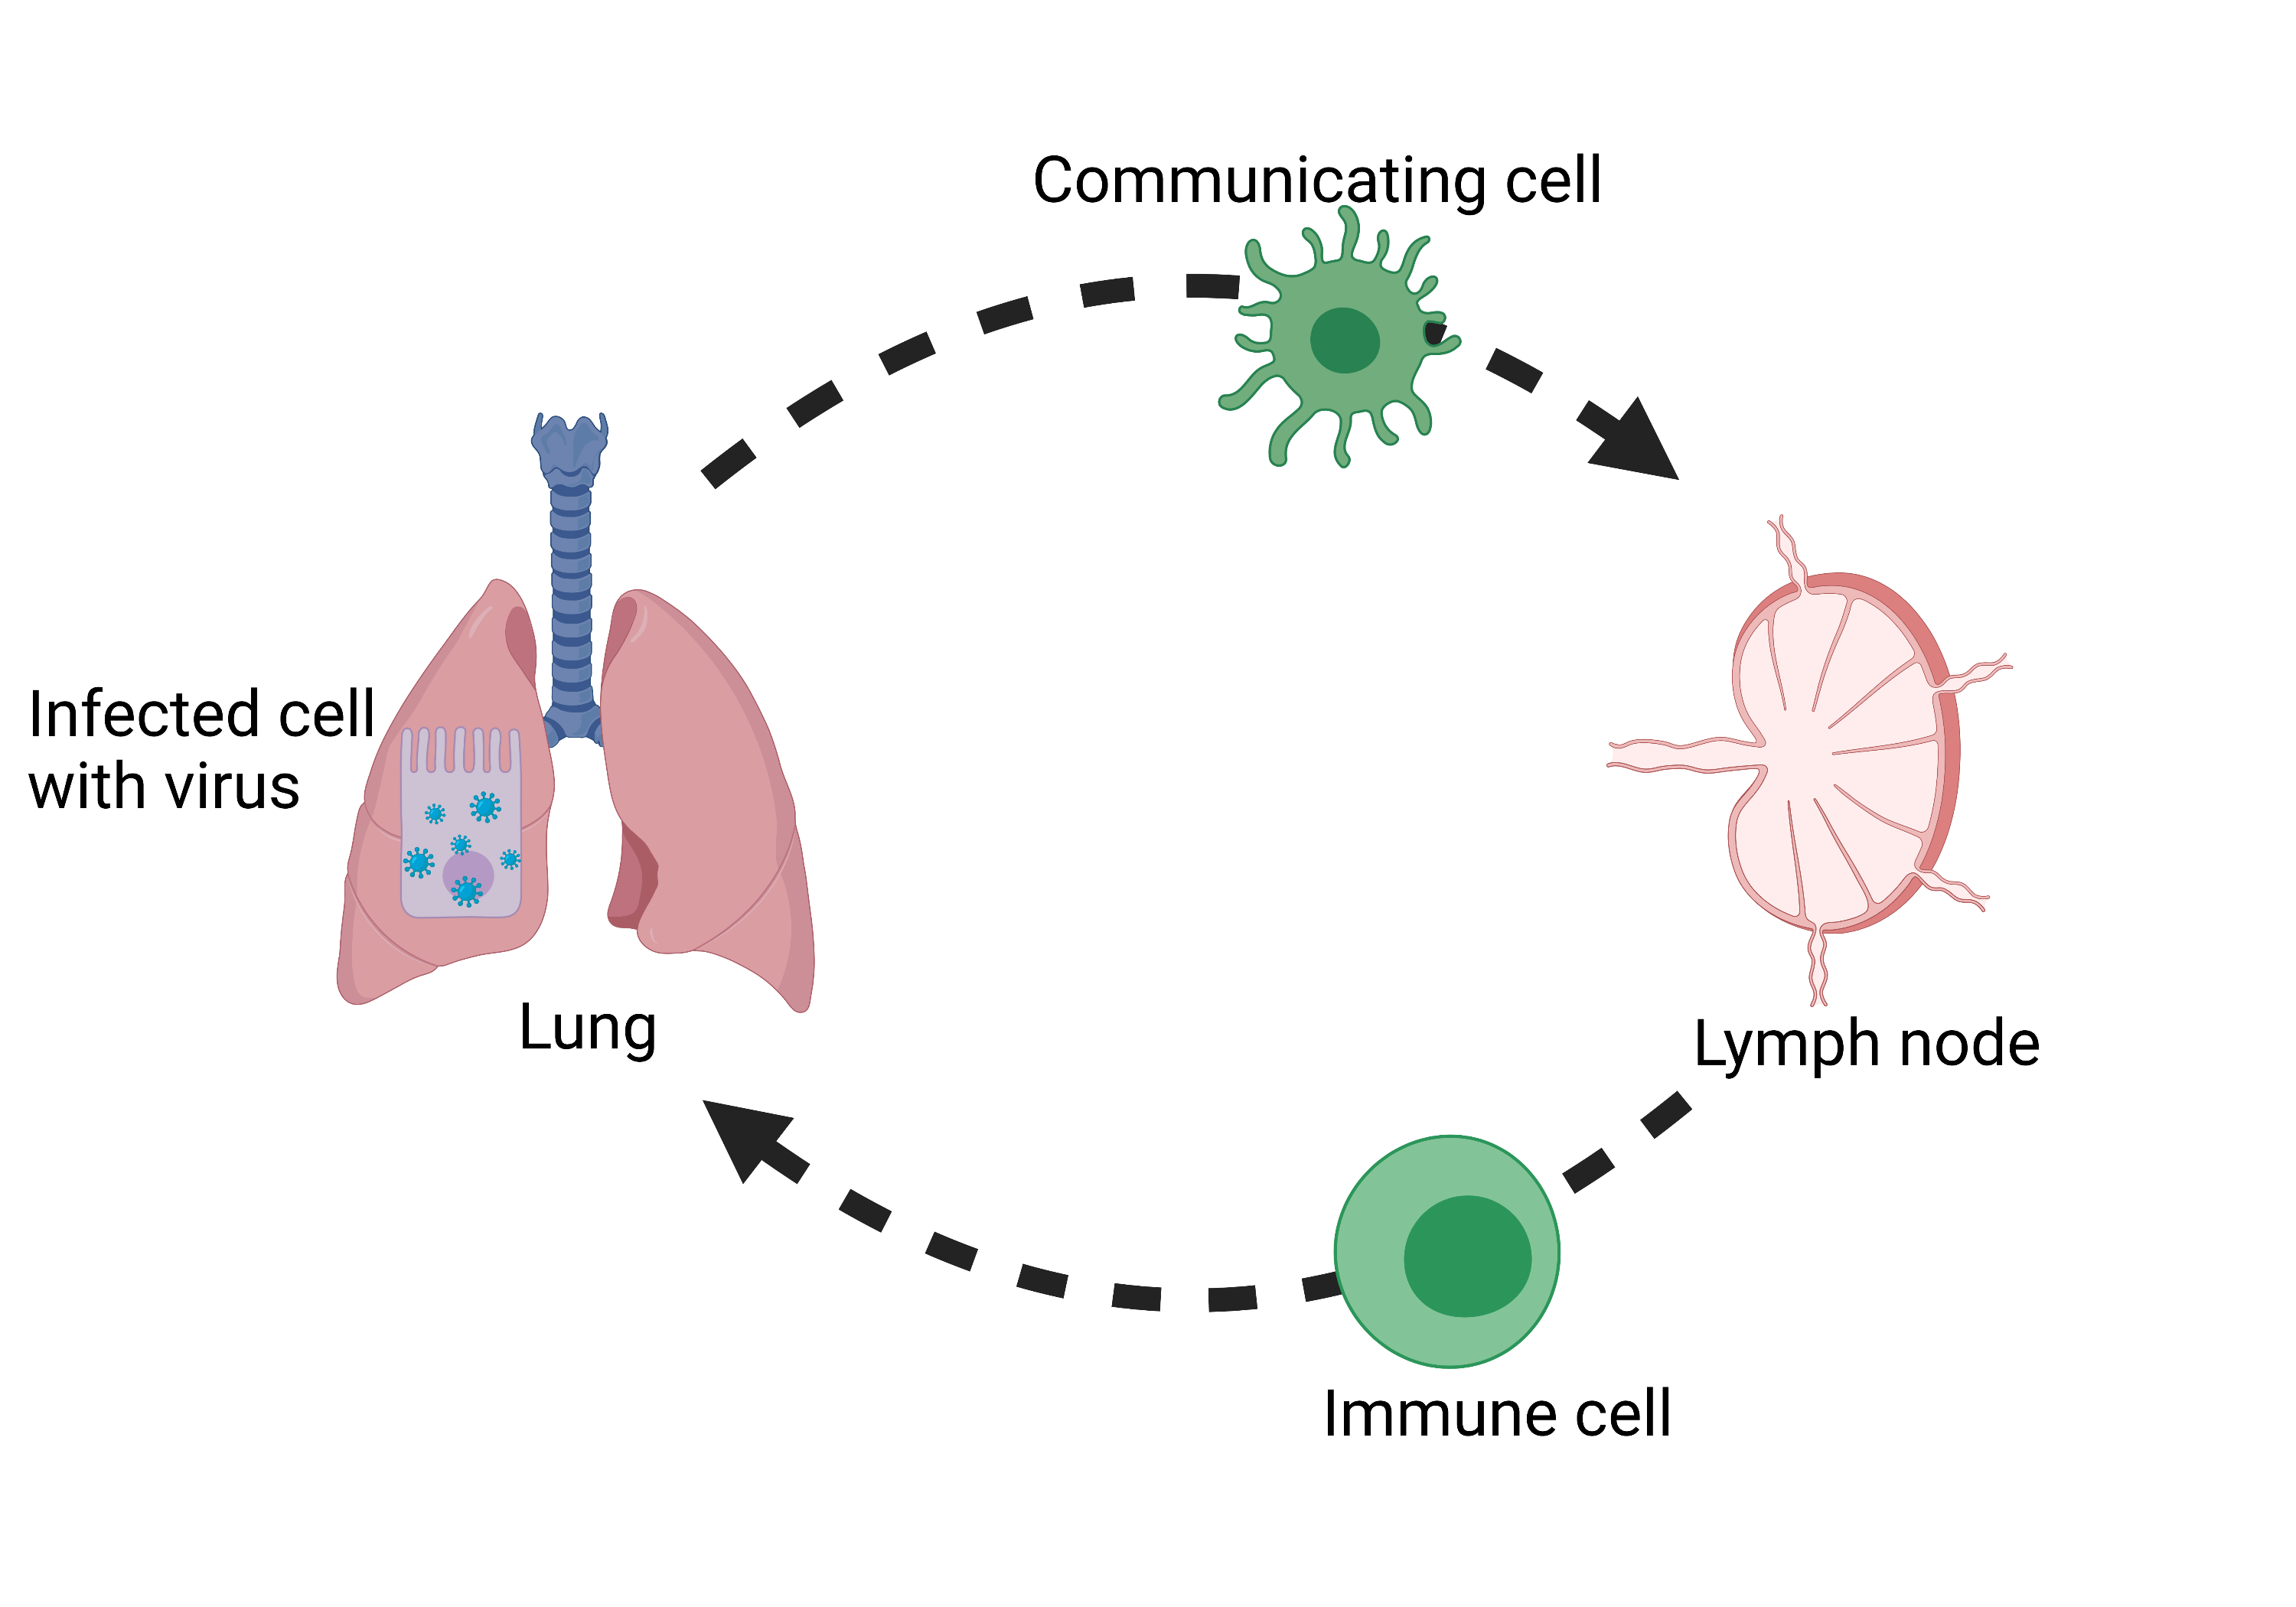 Communicating cell
Infected cell
with virus
Lung
Lymph node
Immune cell